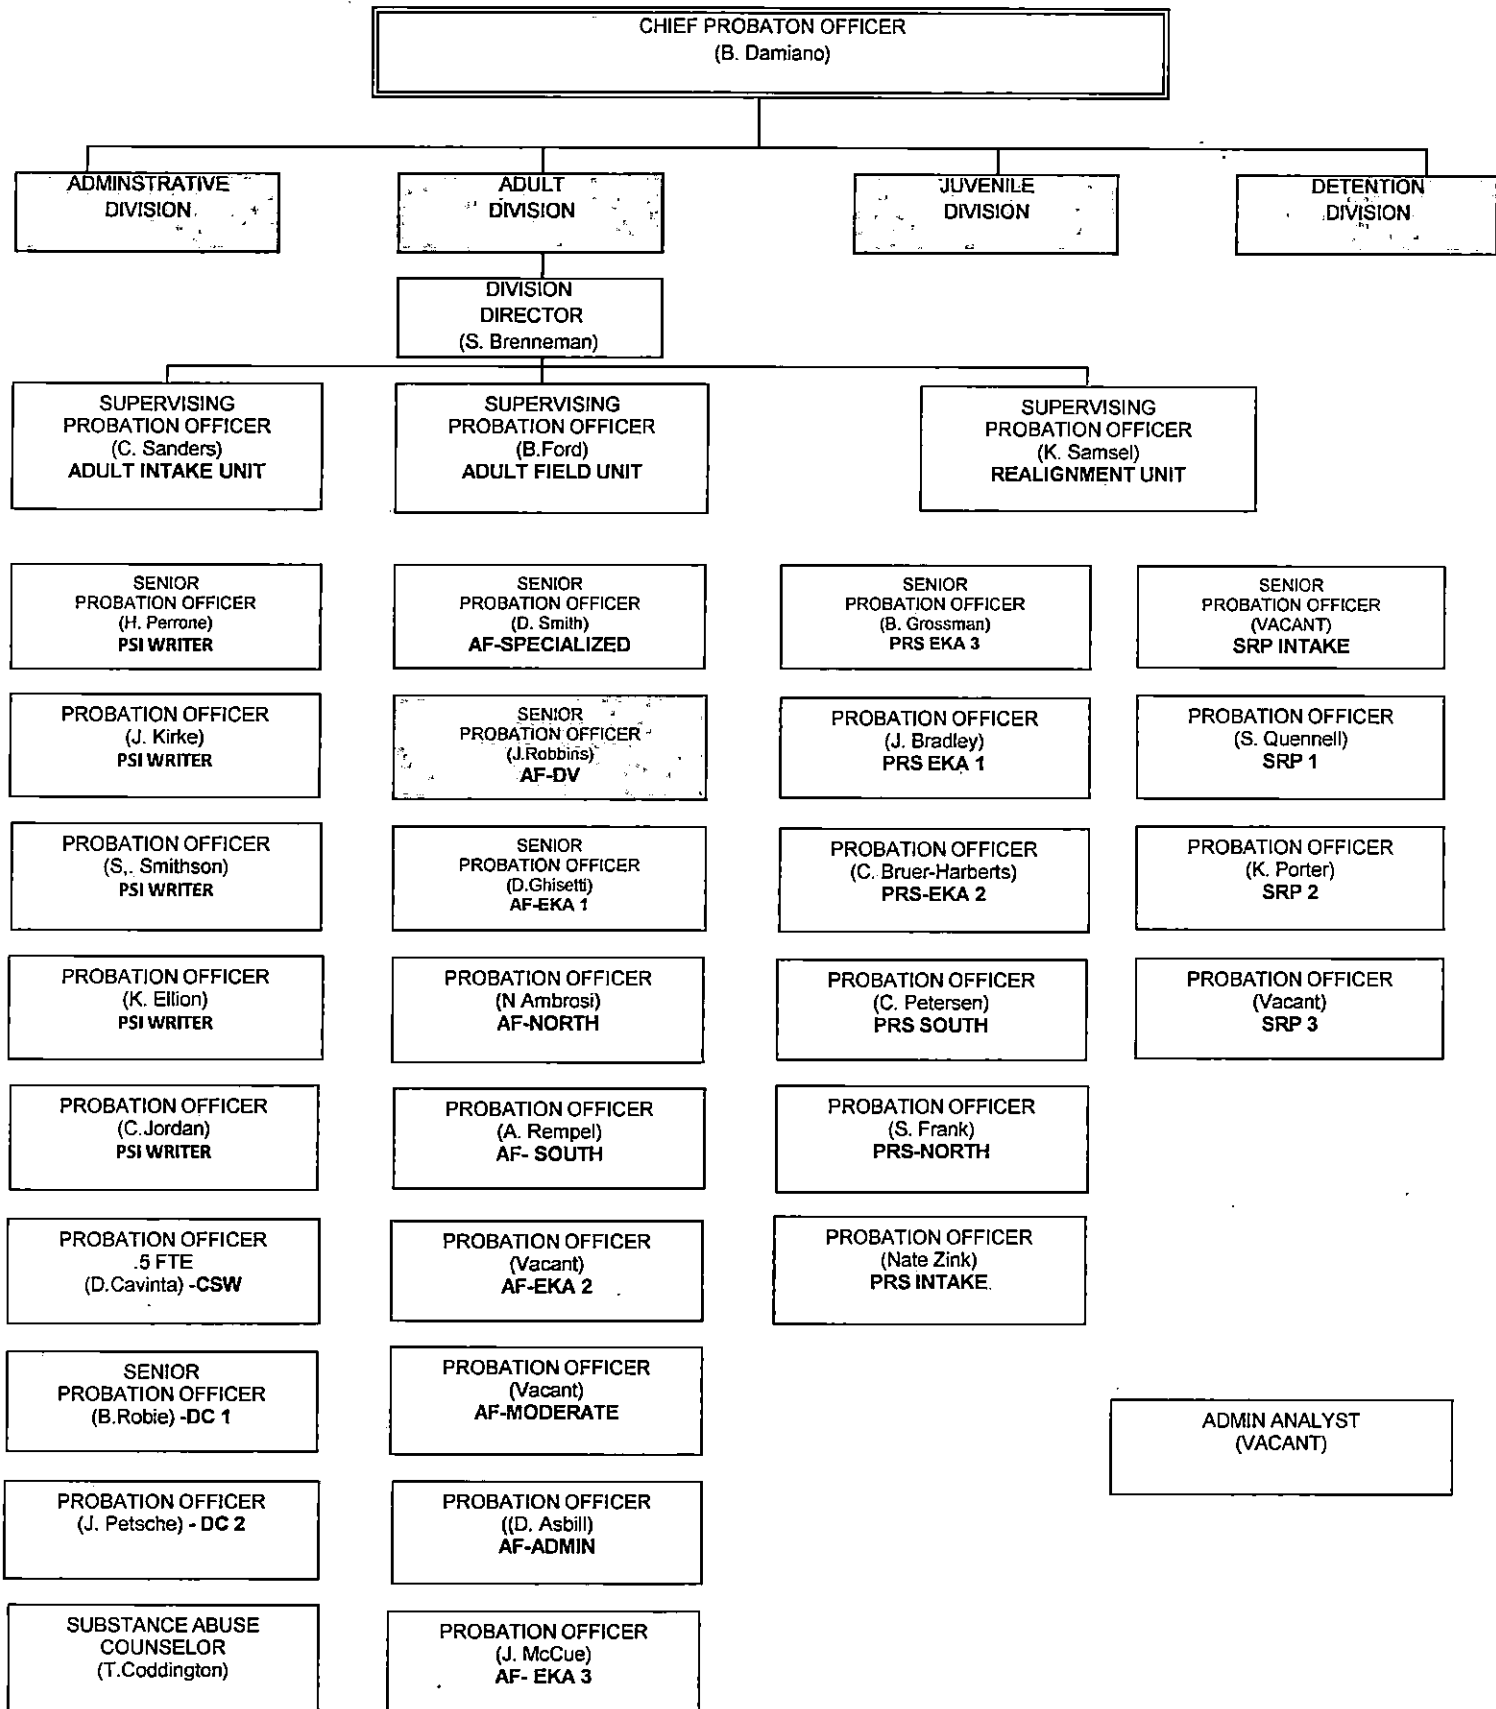 CHIEF PROBATON OFFICER
(B. Damiano)
ADMINSTRATIVE
DIVISION
ADULT
DIVISION
JUVENILE
DIVISION
DETENTION
DIVISION
DIVISION
DIRECTOR
(S. Brenneman)
SUPERVISING
PROBATION OFFICER
(C. Sanders)
ADULT INTAKE UNIT
SUPERVISING
PROBATION OFFICER
(B.Ford)
ADULT FIELD UNIT
SUPERVISING
PROBATION OFFICER
(K. Samsel)
REALIGNMENT UNIT
SENIOR
PROBATION OFFICER
(H. Perrone)
PSI WRITER
SENIOR
PROBATION OFFICER
(D. Smith)
AF-SPECIALIZED
SENIOR
PROBATION OFFICER
(B. Grossman)
PRS EKA 3
SENIOR
PROBATION OFFICER
(VACANT)
SRP INTAKE
PROBATION OFFICER
(J. Kirke)
PSI WRITER
SENIOR
PROBATION OFFICER
(J.Robbins)
AF-DV
PROBATION OFFICER
(J. Bradley)
PRS EKA 1
PROBATION OFFICER
(S. Quennell)
SRP 1
PROBATION OFFICER
(S,. Smithson)
PSI WRITER
SENIOR
PROBATION OFFICER
(D.Ghisetti)
AF-EKA 1
PROBATION OFFICER
(C. Bruer-Harberts)
PRS-EKA 2
PROBATION OFFICER
(K. Porter)
SRP 2
PROBATION OFFICER
(K. Ellion)
PSI WRITER
PROBATION OFFICER
(N Ambrosi)
AF-NORTH
PROBATION OFFICER
(C. Petersen)
PRS SOUTH
PROBATION OFFICER
(Vacant)
SRP 3
PROBATION OFFICER
(C.Jordan)
PSI WRITER
PROBATION OFFICER
(A. Rempel)
AF- SOUTH
PROBATION OFFICER
(S. Frank)
PRS-NORTH
PROBATION OFFICER
.5 FTE
(D.Cavinta) -CSW
PROBATION OFFICER
(Vacant)
AF-EKA 2
PROBATION OFFICER
(Nate Zink)
PRS INTAKE
SENIOR
PROBATION OFFICER
(B.Robie) -DC 1
PROBATION OFFICER
(Vacant)
AF-MODERATE
ADMIN ANALYST
(VACANT)
PROBATION OFFICER
(J. Petsche) - DC 2
PROBATION OFFICER
((D. Asbill)
AF-ADMIN
SUBSTANCE ABUSE
COUNSELOR
(T.Coddington)
PROBATION OFFICER
(J. McCue)
AF- EKA 3